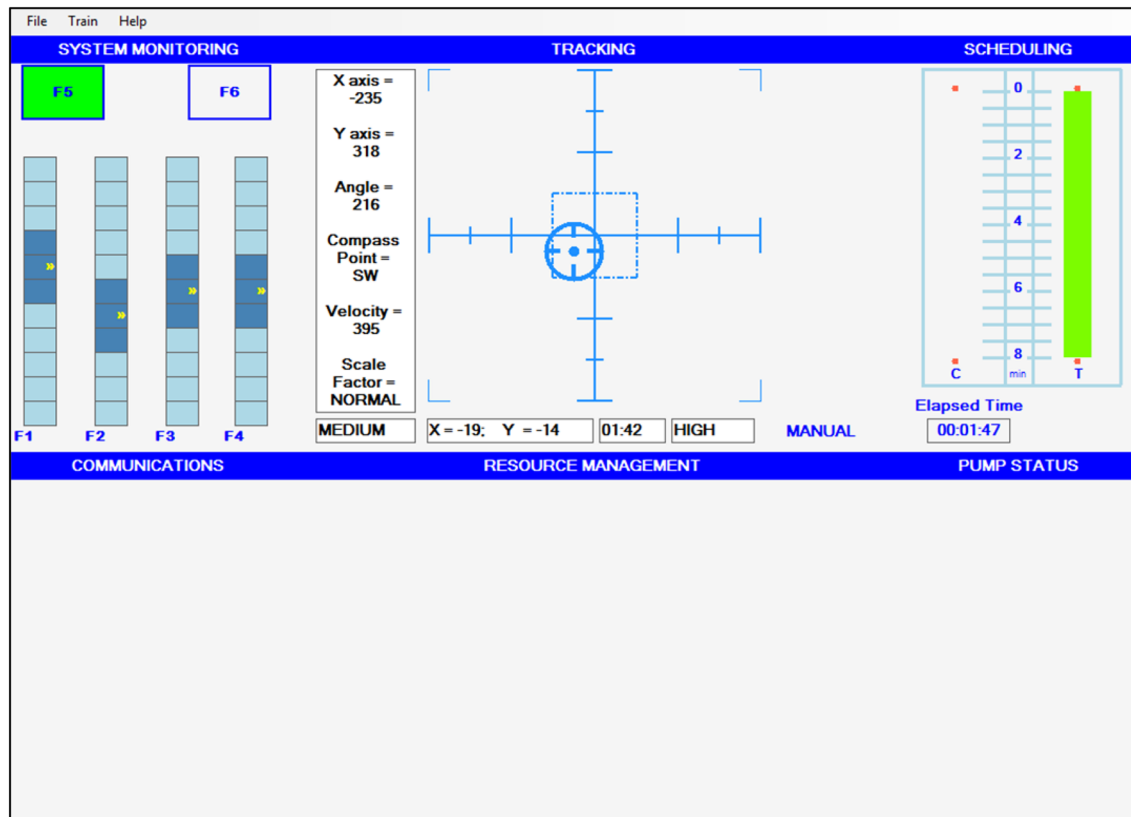 File Train Help
SYSTEM MONITORING
TRACKING
SCHEDULING
F5
F6
X axis =
-235
Y axis =
318
Angle =
216
Compass
Point =
SW
Velocity =
395
Scale
Factor =
NORMAL
»
»
»
»
F1 F2 F3 F4
MEDIUM
X = -19; Y = -14
01:42
HIGH
MANUAL
0
2
4
6
8
C min T
Elapsed Time
00:01:47
COMMUNICATIONS
RESOURCE MANAGEMENT
PUMP STATUS